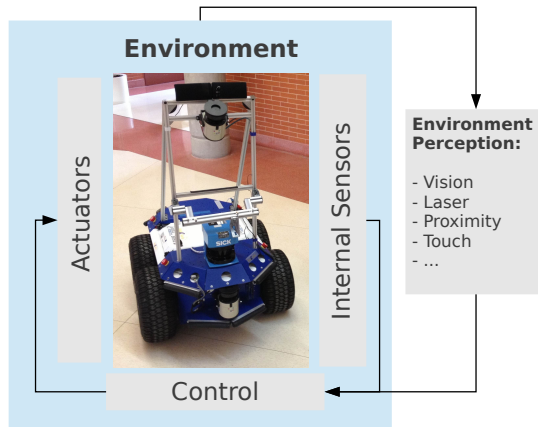 Environment
Actuators
SICK
Internal Sensors
Control
Environment
Perception:
- Vision
- Laser
- Proximity
- Touch
- ...